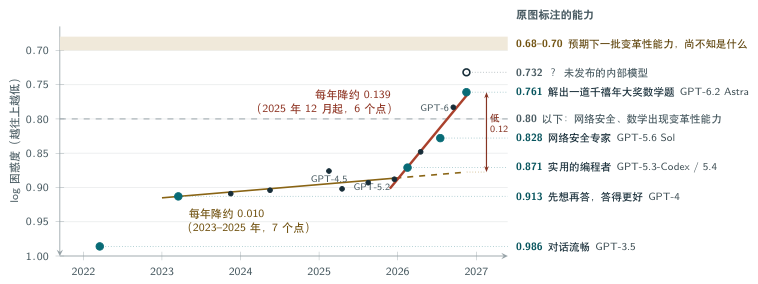 原图标注的能力
0.68–0.70 预期下一批变革性能力，尚不知是什么
0.70
0.732 ？ 未发布的内部模型
0.75
每年降约 0.139
（2025 年 12 月起，6 个点）
0.761 解出一道千禧年大奖数学题 GPT-6.2 Astra
GPT-6
0.80
低
0.12
0.80 以下：网络安全、数学出现变革性能力
0.828 网络安全专家 GPT-5.6 Sol
log 困惑度（越往上越低）
0.85
0.871 实用的编程者 GPT-5.3-Codex / 5.4
GPT-4.5
GPT-5.2
0.90
0.913 先想再答，答得更好 GPT-4
每年降约 0.010
（2023–2025 年，7 个点）
0.95
0.986 对话流畅 GPT-3.5
1.00
2022
2023
2024
2025
2026
2027